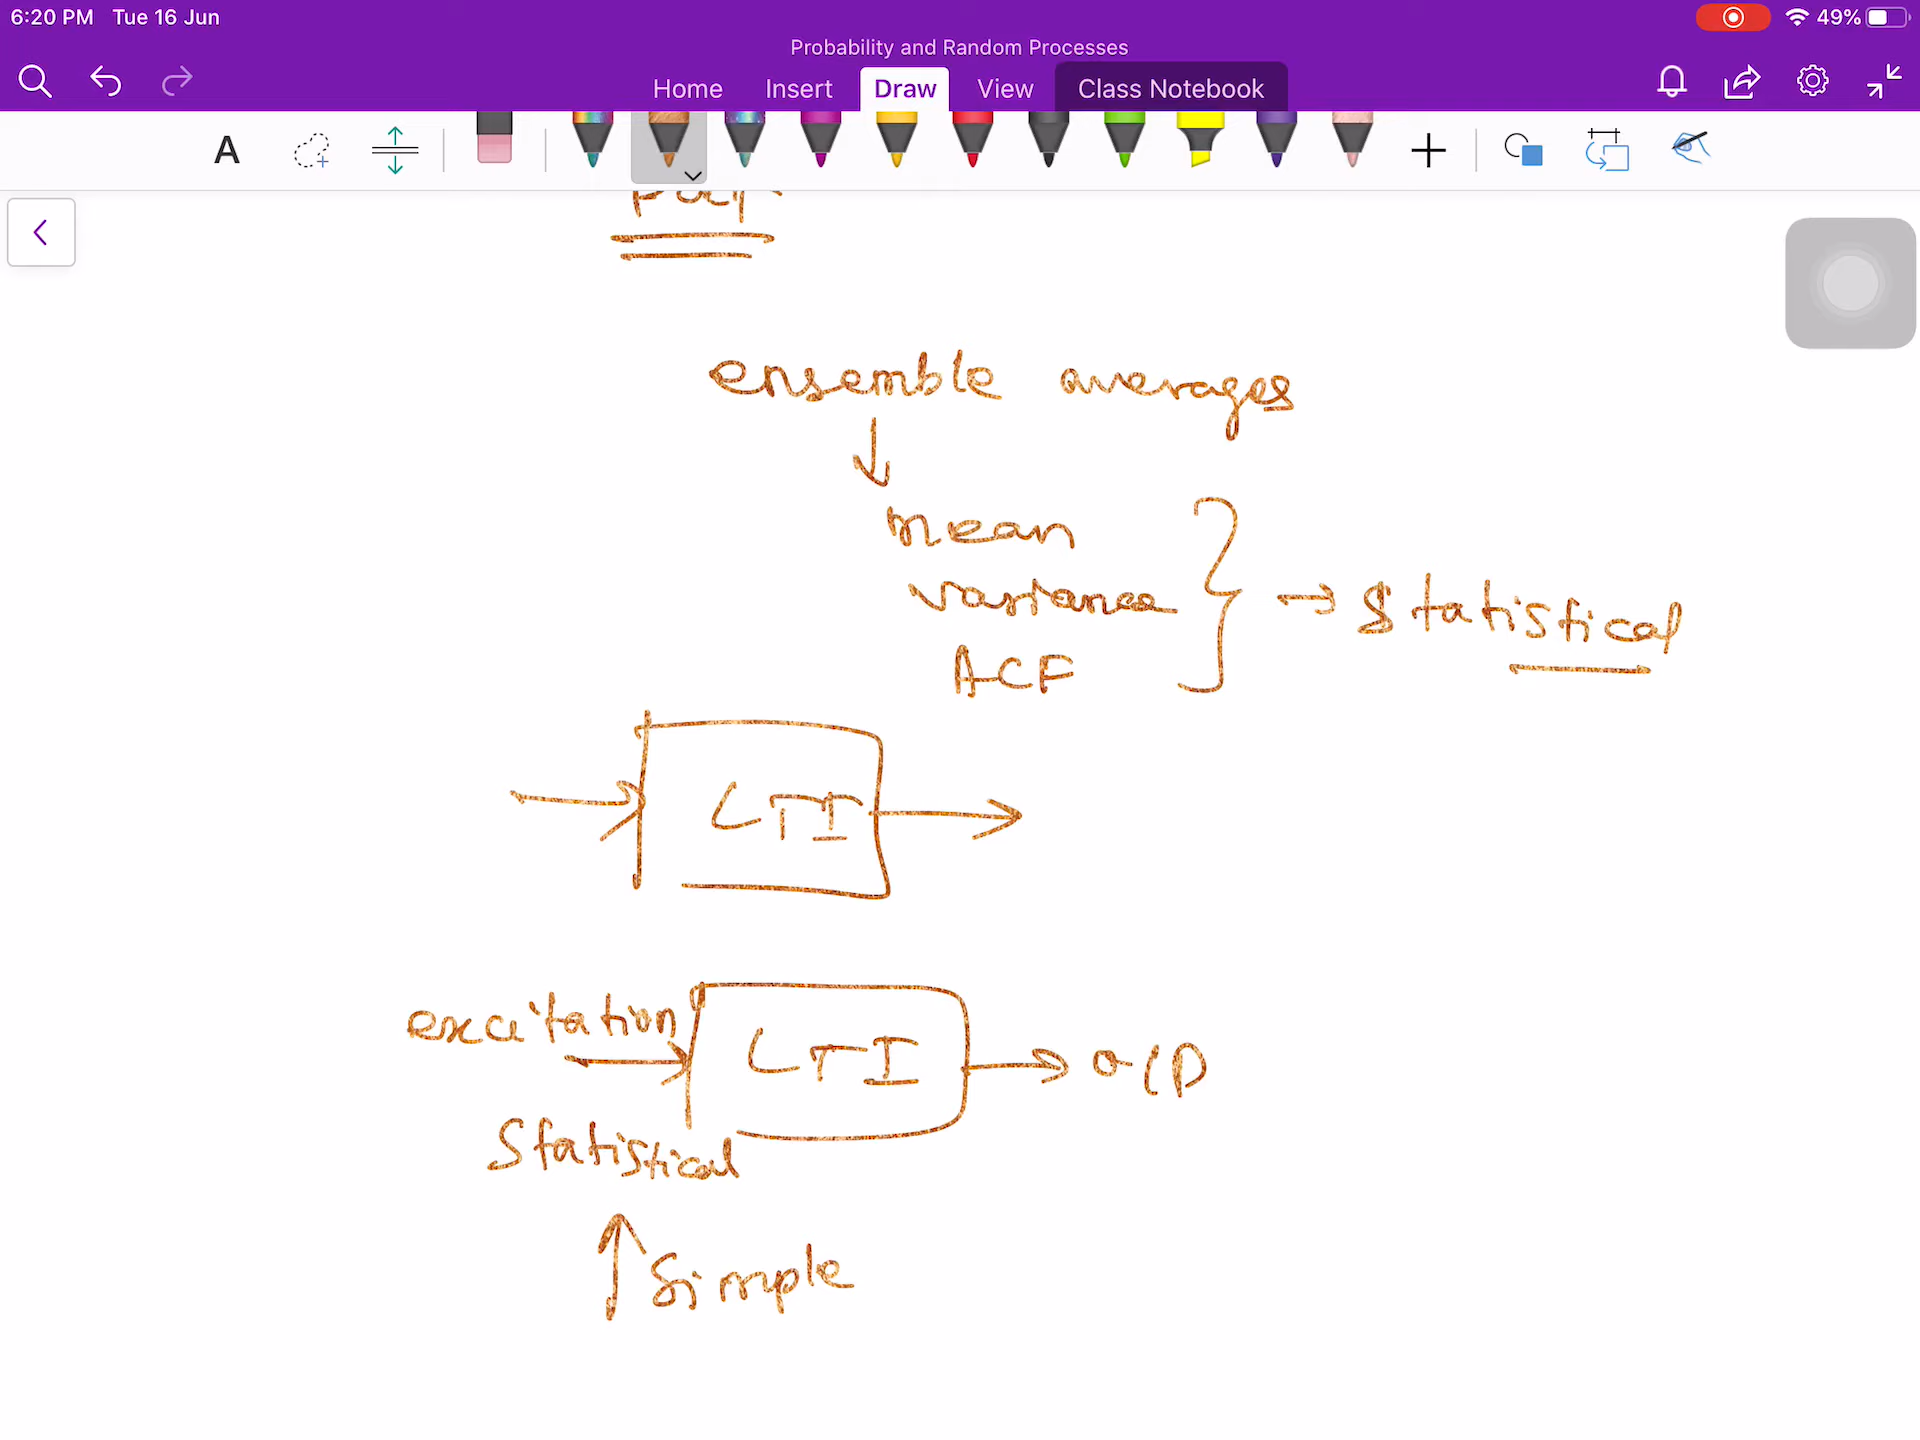 6:20 PM Tue 16 Jun 49%
Probability and Random Processes
Home Insert Draw View Class Notebook
A
ensemble averages
mean
variance
ACF
→ Statistical
LTI
excitation
LTI
o/p
Statistical
Simple